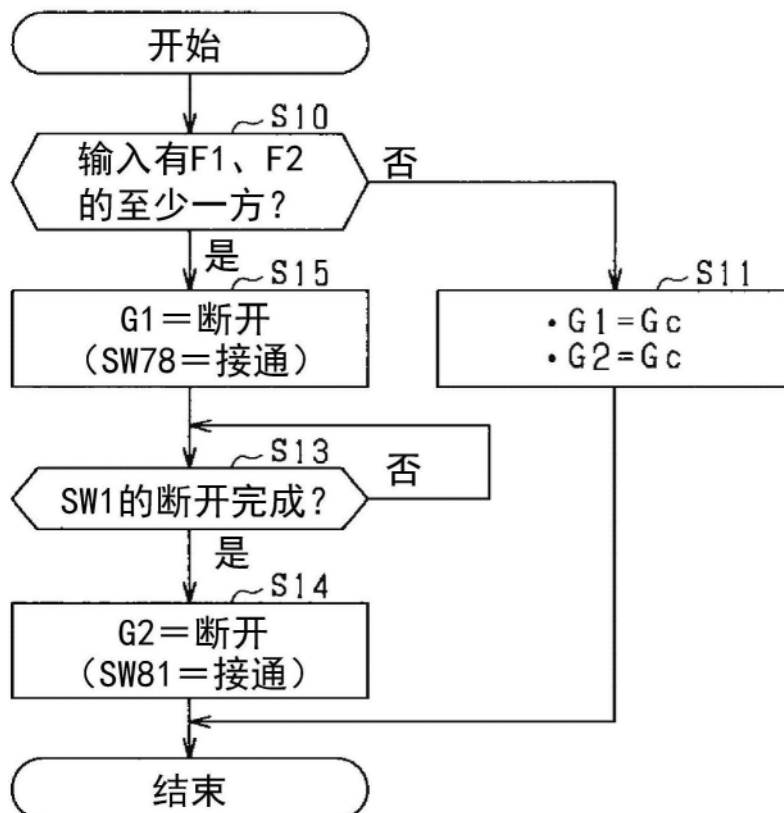 开始
S10
输入有F1、F2
的至少一方?
否
是
S15
G1=断开
(SW78=接通)
S11
·G1=Gc
·G2=Gc
S13
SW1的断开完成?
否
是
S14
G2=断开
(SW81=接通)
结束